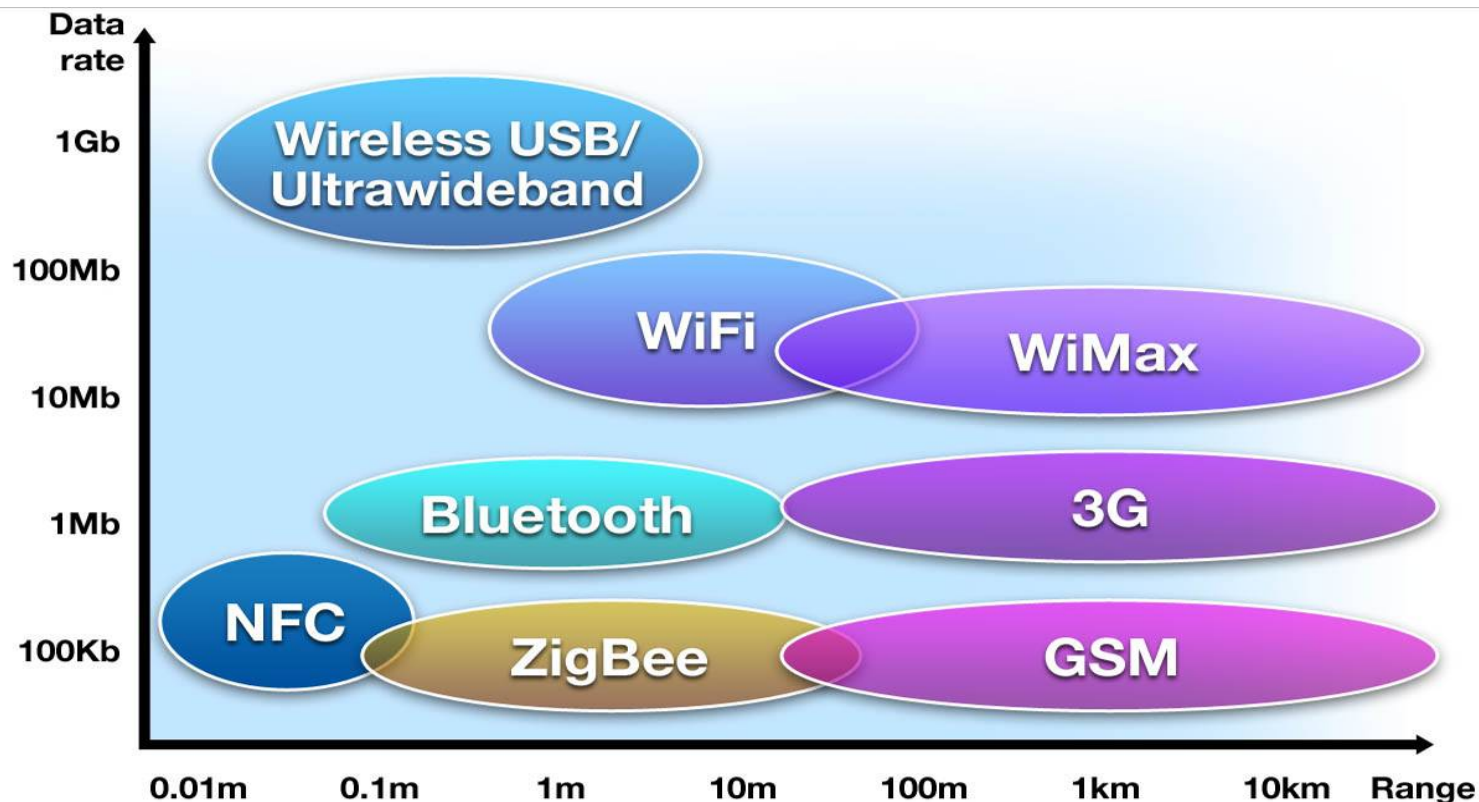 Data
rate
1Gb
100Mb
10Mb
1Mb
100Kb
Wireless USB/
Ultrawideband
WiFi
WiMax
Bluetooth
3G
NFC
ZigBee
GSM
0.01m 0.1m 1m 10m 100m 1km 10km Range